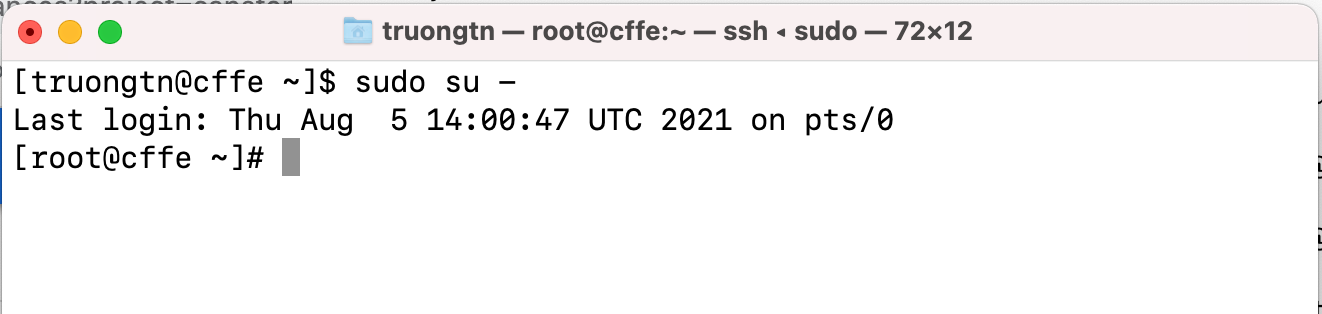 truongtn — root@cffe:~ — ssh ◂ sudo — 72×12
[truongtn@cffe ~]$ sudo su -
Last login: Thu Aug  5 14:00:47 UTC 2021 on pts/0
[root@cffe ~]#